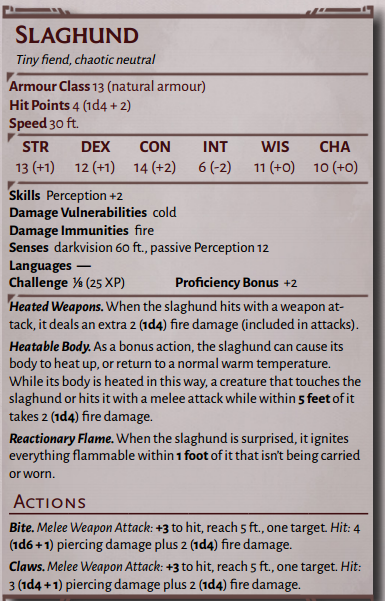 SLAGHUND
Tiny fiend, chaotic neutral
Armour Class 13 (natural armour)
Hit Points 4 (1d4 + 2)
Speed 30 ft.
STR DEX CON INT WIS CHA
13 (+1) 12 (+1) 14 (+2) 6 (-2) 11 (+0) 10 (+0)
Skills Perception +2
Damage Vulnerabilities cold
Damage Immunities fire
Senses darkvision 60 ft., passive Perception 12
Languages —
Challenge ⅛ (25 XP) Proficiency Bonus +2
Heated Weapons. When the slaghund hits with a weapon at-
tack, it deals an extra 2 (1d4) fire damage (included in attacks).
Heatable Body. As a bonus action, the slaghund can cause its
body to heat up, or return to a normal warm temperature.
While its body is heated in this way, a creature that touches the
slaghund or hits it with a melee attack while within 5 feet of it
takes 2 (1d4) fire damage.
Reactionary Flame. When the slaghund is surprised, it ignites
everything flammable within 1 foot of it that isn't being carried
or worn.
ACTIONS
Bite. Melee Weapon Attack: +3 to hit, reach 5 ft., one target. Hit: 4
(1d6 + 1) piercing damage plus 2 (1d4) fire damage.
Claws. Melee Weapon Attack: +3 to hit, reach 5 ft., one target. Hit:
3 (1d4 + 1) piercing damage plus 2 (1d4) fire damage.